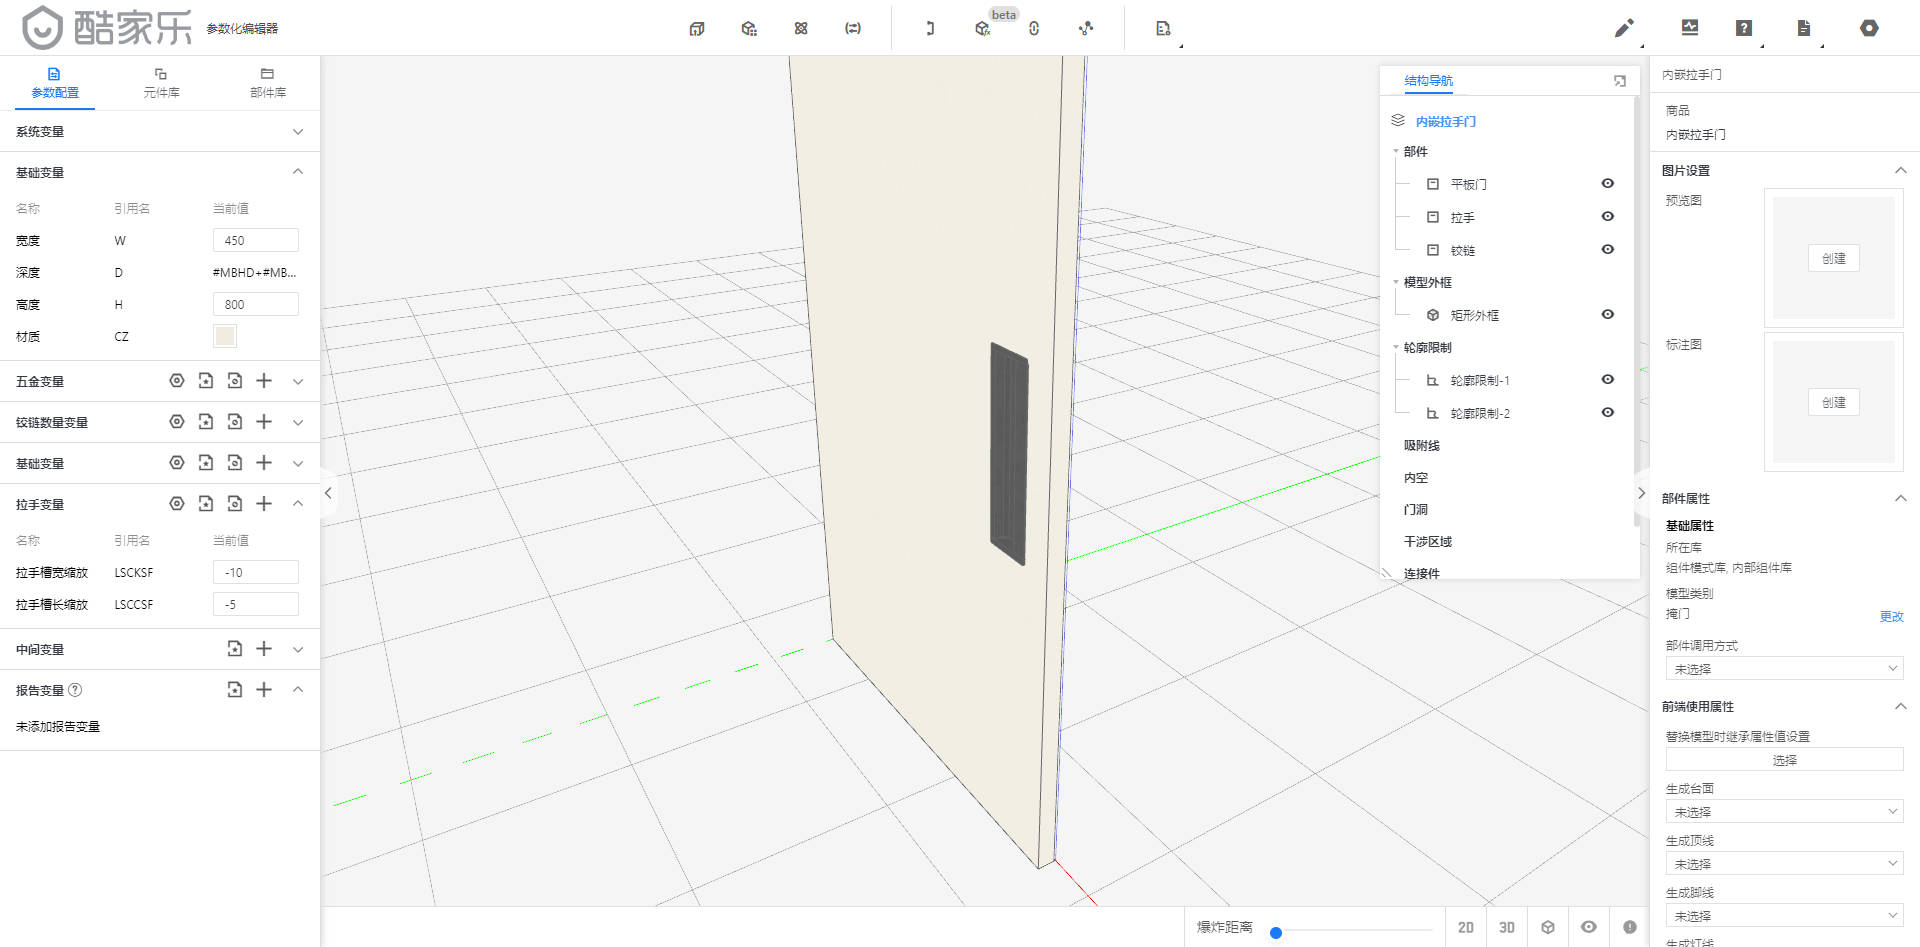 酷家乐 参数化编辑器
beta
参数配置
元件库
部件库
系统变量
基础变量
名称 引用名 当前值
宽度 W 450
深度 D #MBHD+#MB...
高度 H 800
材质 CZ
五金变量
铰链数量变量
基础变量
拉手变量
名称 引用名 当前值
拉手槽宽缩放 LSCKSF -10
拉手槽长缩放 LSCCSF -5
中间变量
报告变量
未添加报告变量
结构导航
内嵌拉手门
部件
平板门
拉手
铰链
模型外框
矩形外框
轮廓限制
轮廓限制-1
轮廓限制-2
吸附线
内空
门洞
干涉区域
连接件
爆炸距离
2D
3D
内嵌拉手门
商品
内嵌拉手门
图片设置
预览图
创建
标注图
创建
部件属性
基础属性
所在库
组件模式库, 内部组件库
模型类别
掩门 更改
部件调用方式
未选择
前端使用属性
替换模型时继承属性值设置
选择
生成台面
未选择
生成顶线
未选择
生成脚线
未选择
生成灯线